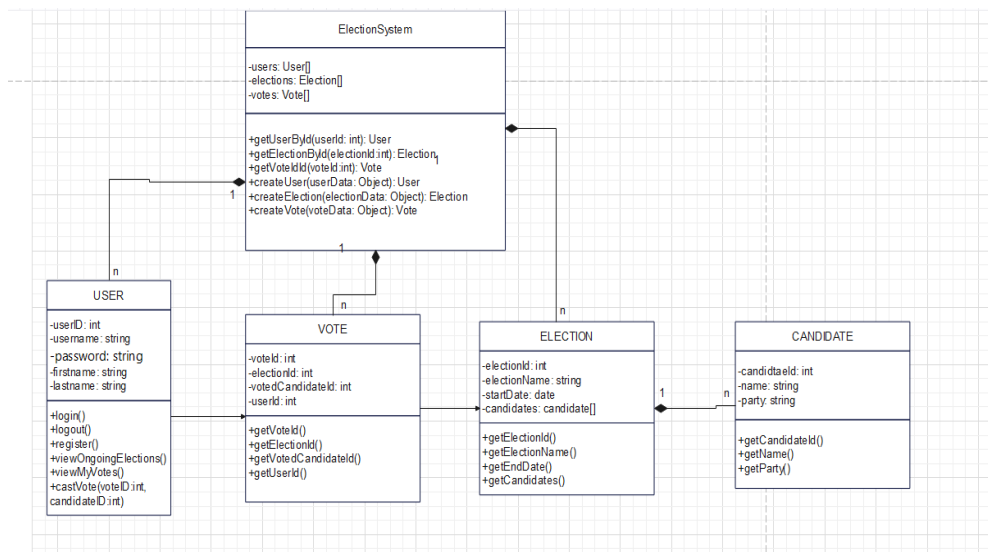 ElectionSystem
-users: User[]
-elections: Election[]
-votes: Vote[]
+getUserById(userId: int): User
+getElectionById(electionId:int): Election
1
+getVoteIdId(voteId:int): Vote
+createUser(userData: Object): User
1
+createElection(electionData: Object): Election
+createVote(voteData: Object): Vote
1
n
n
n
USER
-userID: int
-username: string
-password: string
-firstname: string
-lastname: string
+login()
+logout()
+register()
+viewOngoingElections()
+viewMyVotes()
+castVote(voteID:int,
candidateID:int)
VOTE
-voteId: int
-electionId: int
-votedCandidateId: int
-userId: int
+getVoteId()
+getElectionId()
+getVotedCandidateId()
+getUserId()
ELECTION
-electionId: int
-electionName: string
-startDate: date
-candidates: candidate[]
+getElectionId()
+getElectionName()
+getEndDate()
+getCandidates()
1
n
CANDIDATE
-candidtaeId: int
-name: string
-party: string
+getCandidateId()
+getName()
+getParty()